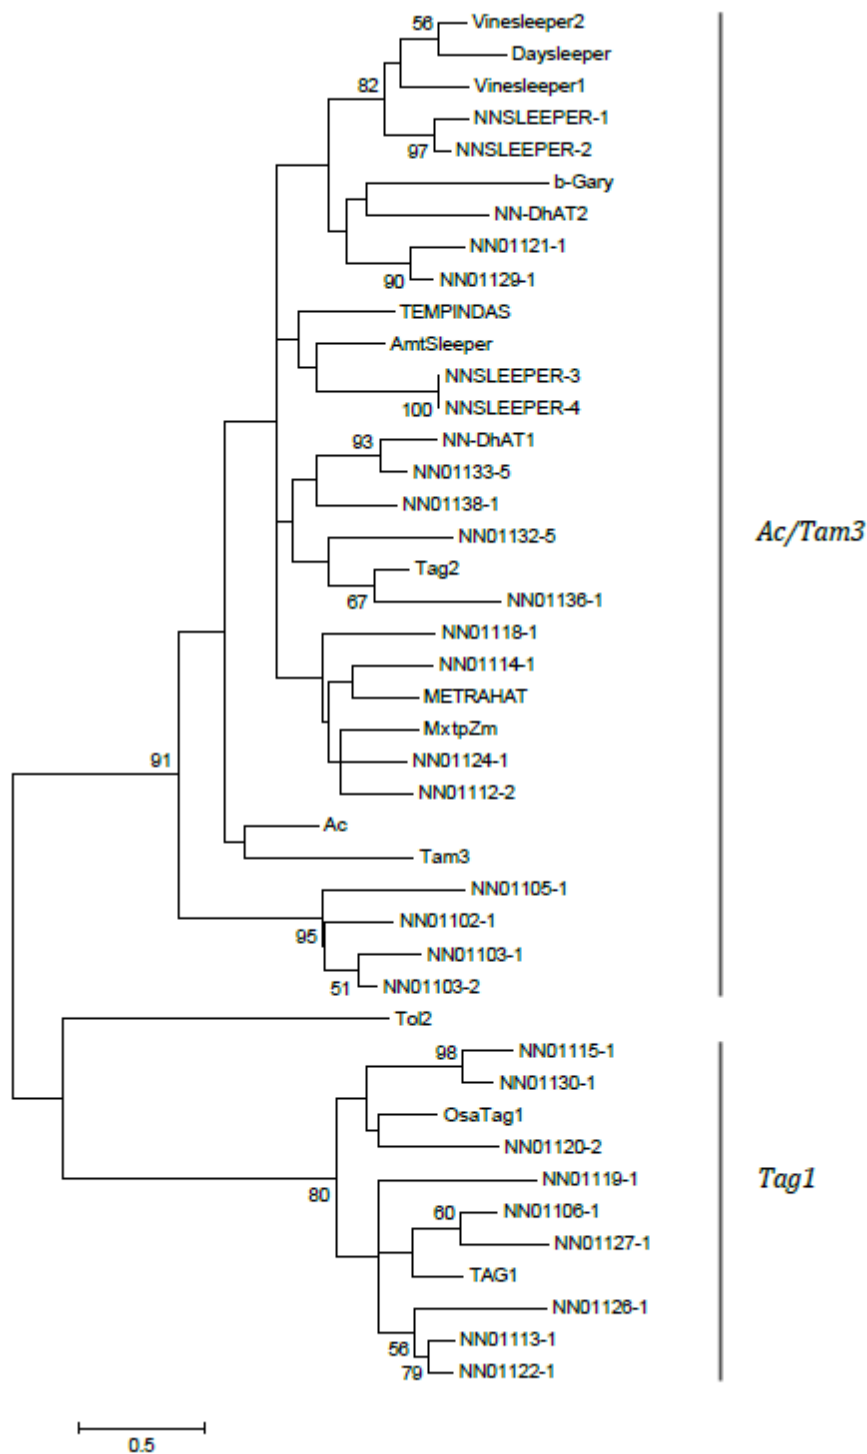 56
Vinesleeper2
Daysleeper
82
Vinesleeper1
NNSLEEPER-1
97
NNSLEEPER-2
b-Gary
NN-DhAT2
NN01121-1
90
NN01129-1
TEMPINDAS
AmtSleeper
NNSLEEPER-3
100
NNSLEEPER-4
93
NN-DhAT1
NN01133-5
NN01138-1
Ac/Tam3
NN01132-5
Tag2
67
NN01136-1
NN01118-1
NN01114-1
METRAHAT
MxtpZm
91
NN01124-1
NN01112-2
Ac
Tam3
NN01105-1
NN01102-1
95
NN01103-1
51
NN01103-2
Tol2
98
NN01115-1
NN01130-1
OsaTag1
NN01120-2
NN01119-1
Tag1
80
60
NN01106-1
NN01127-1
TAG1
NN01126-1
56
NN01113-1
79
NN01122-1
0.5